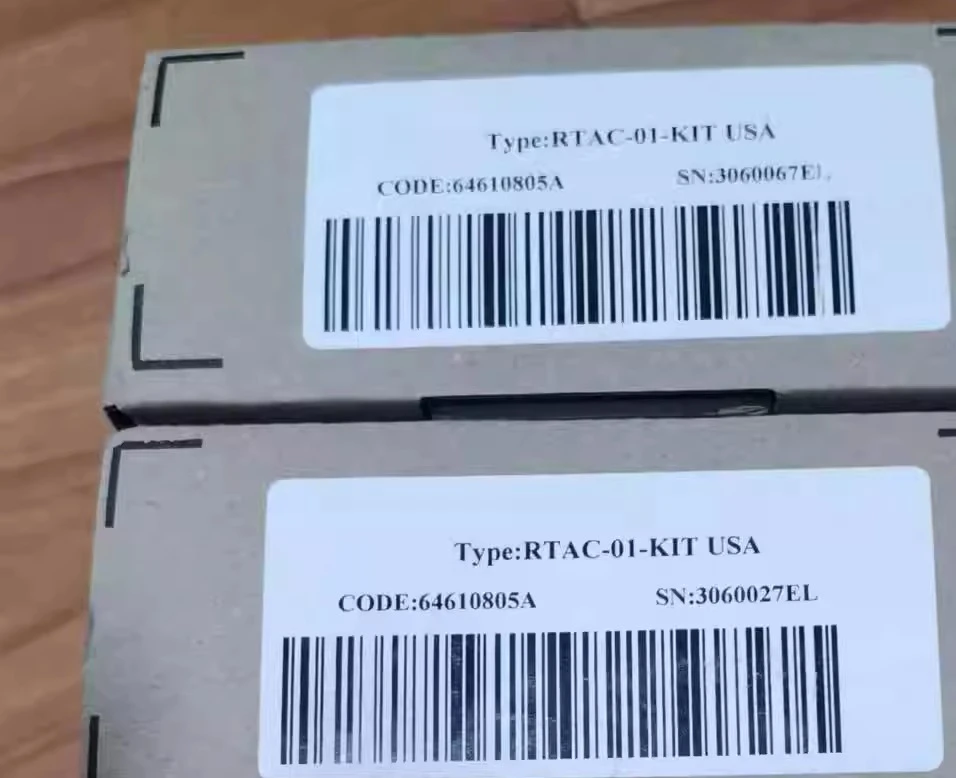 Type:RTAC-01-KIT USA
CODE:64610805A SN:3060067EL
Type:RTAC-01-KIT USA
CODE:64610805A SN:3060027EL